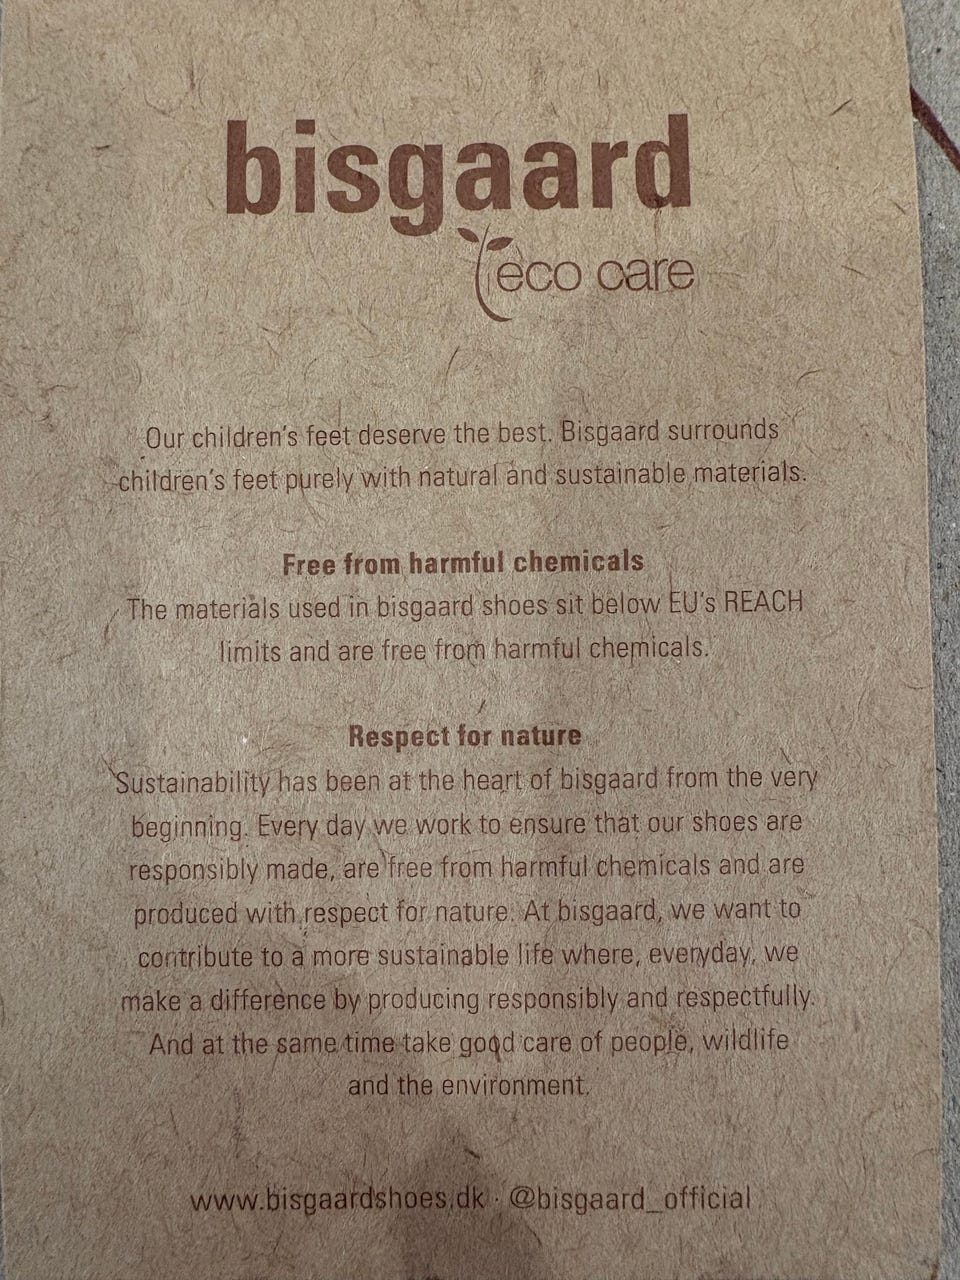 bisgaard
eco care
Our children's feet deserve the best. Bisgaard surrounds
children's feet purely with natural and sustainable materials.
Free from harmful chemicals
The materials used in bisgaard shoes sit below EU's REACH
limits and are free from harmful chemicals.
Respect for nature
Sustainability has been at the heart of bisgaard from the very
beginning. Every day we work to ensure that our shoes are
responsibly made, are free from harmful chemicals and are
produced with respect for nature. At bisgaard, we want to
contribute to a more sustainable life where, everyday, we
make a difference by producing responsibly and respectfully.
And at the same time take good care of people, wildlife
and the environment.
www.bisgaardshoes.dk · @bisgaard_official